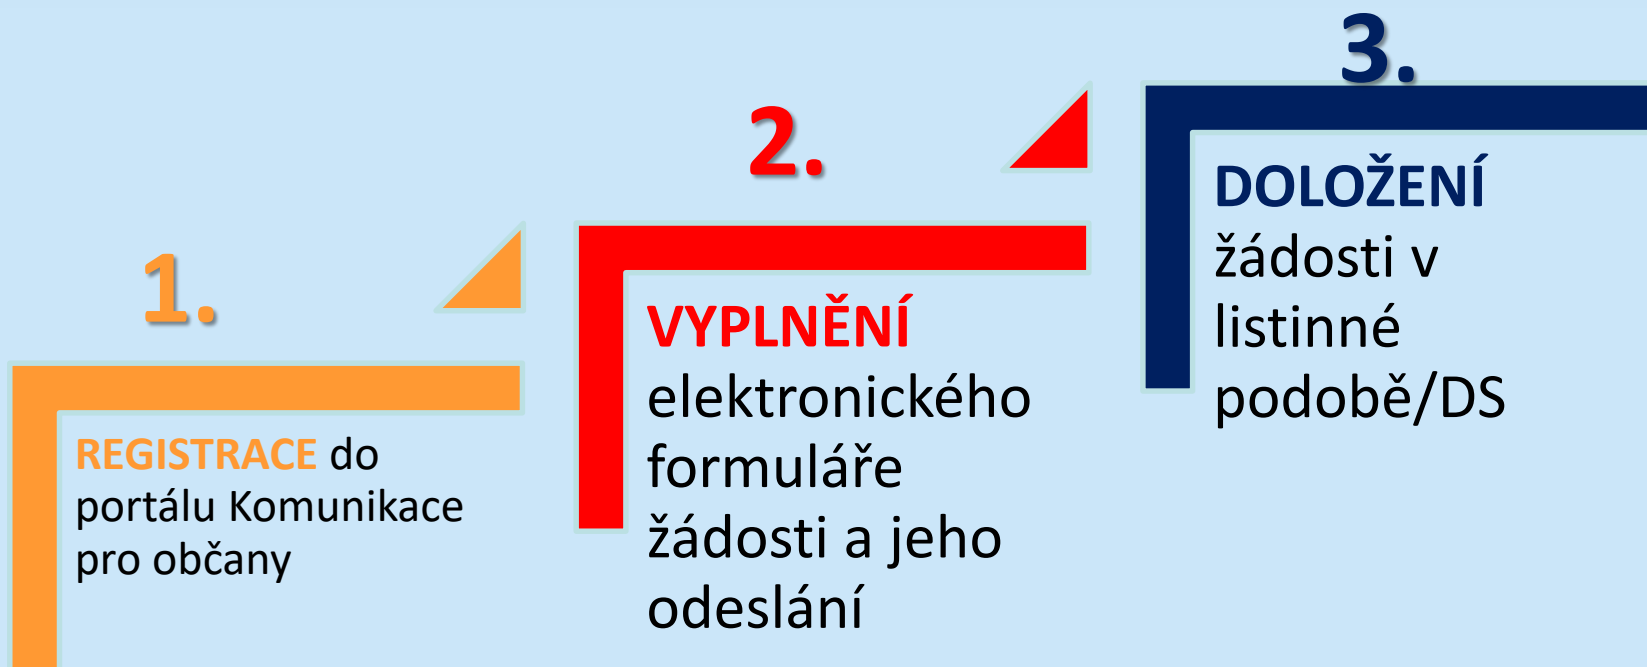 1.
REGISTRACE do
portálu Komunikace
pro občany
2.
VYPLNĚNÍ
elektronického
formuláře
žádosti a jeho
odeslání
3.
DOLOŽENÍ
žádosti v
listinné
podobě/DS